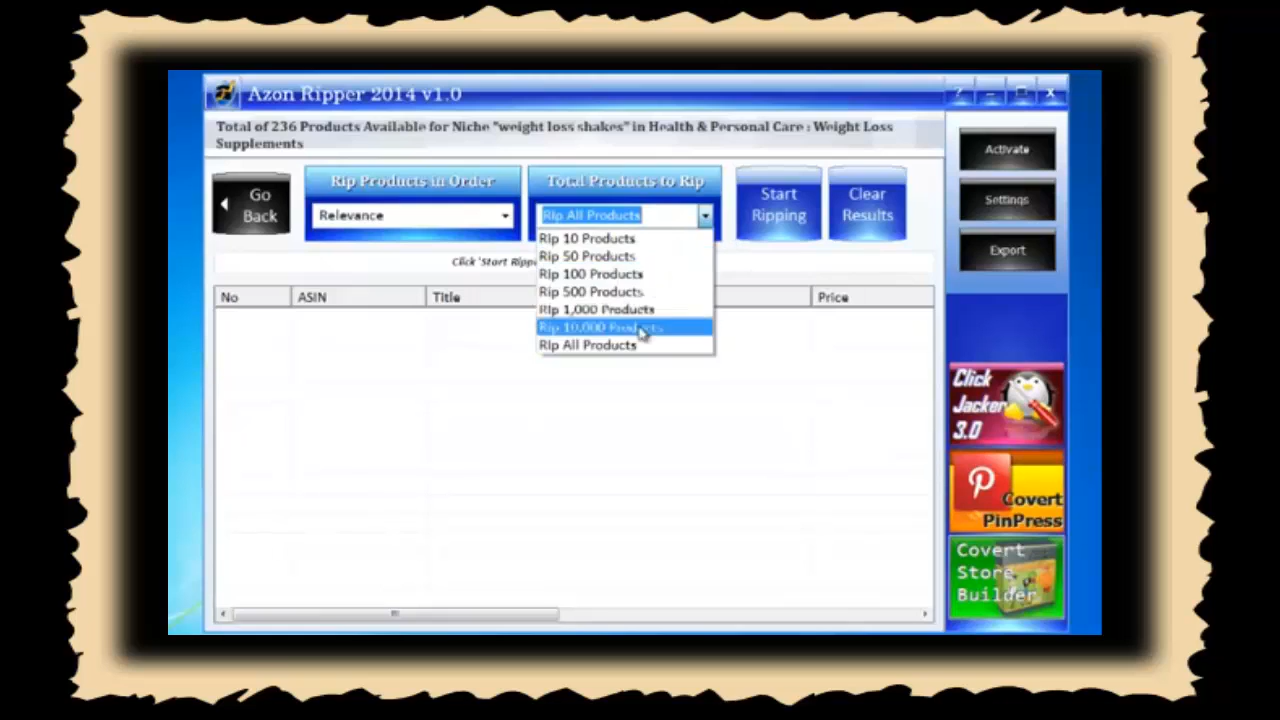 Azon Ripper 2014 v1.0
? – X
Total of 236 Products Available for Niche "weight loss shakes" in Health & Personal Care : Weight Loss
Supplements
Go
Back
Rip Products in Order
Relevance
Total Products to Rip
Rip All Products
Rip 10 Products
Rip 50 Products
Rip 100 Products
Rip 500 Products
Rip 1,000 Products
Rip 10,000 Products
Rip All Products
Start
Ripping
Clear
Results
Click 'Start Ripp
No ASIN Title Price
Activate
Settings
Export
Click
Jacker
3.0
Covert
PinPress
Covert
Store
Builder